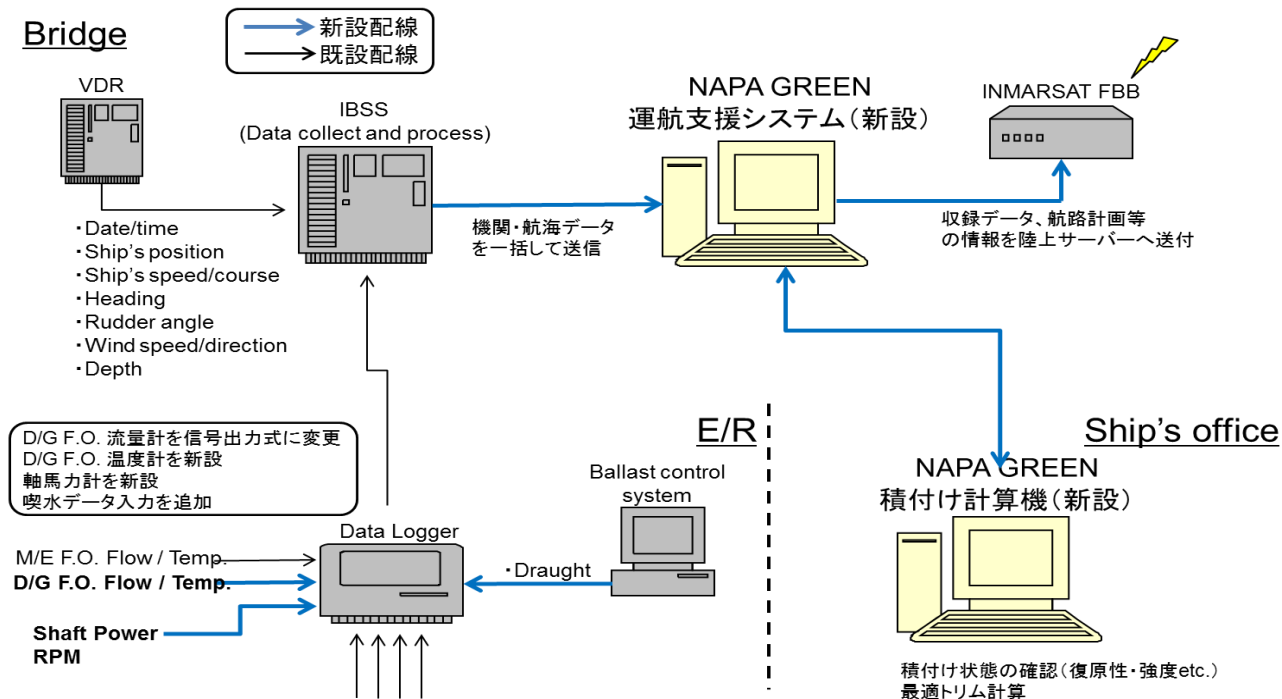 Bridge
新設配線
既設配線
VDR
IBSS
(Data collect and process)
NAPA GREEN
運航支援システム(新設)
INMARSAT FBB
・Date/time
・Ship's position
・Ship's speed/course
・Heading
・Rudder angle
・Wind speed/direction
・Depth
機関・航海データ
を一括して送信
収録データ、航路計画等
の情報を陸上サーバーへ送付
D/G F.O. 流量計を信号出力式に変更
D/G F.O. 温度計を新設
軸馬力計を新設
喫水データ入力を追加
E/R
Ship's office
Ballast control
system
NAPA GREEN
積付け計算機(新設)
Data Logger
M/E F.O. Flow / Temp.
D/G F.O. Flow / Temp.
・Draught
Shaft Power
RPM
積付け状態の確認(復原性・強度etc.)
最適トリム計算